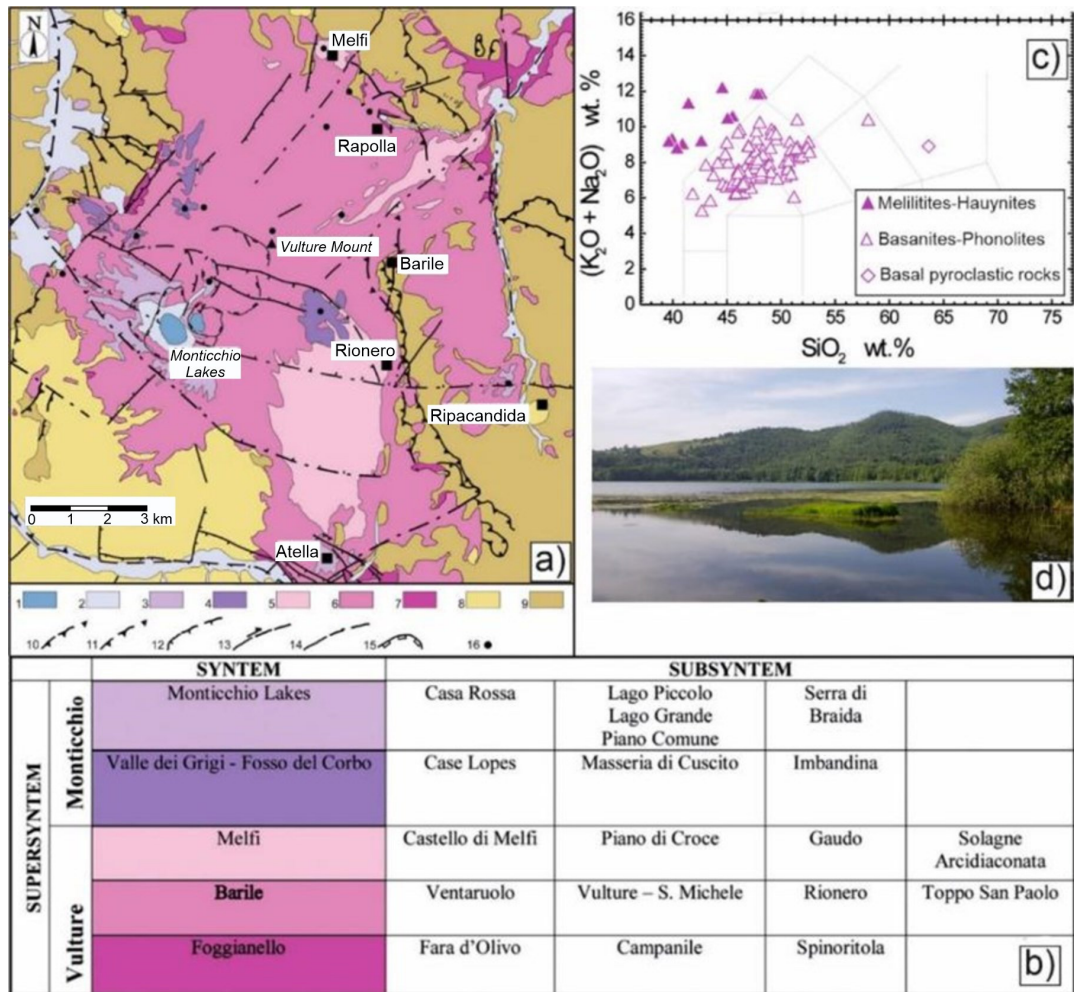 N
Melfi
B.F
Rapolla
Vulture Mount
Barile
Monticchio
Lakes
Rionero
Ripacandida
0 1 2 3 km
Atella
a)
1 2 3 4 5 6 7 8 9
10 11 12 13 14 15 16
c)
(K2O + Na2O) wt. %
16
14
12
10
8
6
4
2
0
Melilitites-Hauynites
Basanites-Phonolites
Basal pyroclastic rocks
40 45 50 55 60 65 70 75
SiO2 wt.%
d)
SYNTEM SUBSYNTEM
SUPERSYNTEM
Monticchio
Monticchio Lakes Casa Rossa Lago Piccolo Serra di
Lago Grande Braida
Piano Comune
Valle dei Grigi - Fosso del Corbo Case Lopes Masseria di Cuscito Imbandina
Vulture
Melfi Castello di Melfi Piano di Croce Gaudo Solagne
Arcidiaconata
Barile Ventaruolo Vulture – S. Michele Rionero Toppo San Paolo
Foggianello Fara d'Olivo Campanile Spinoritola
b)